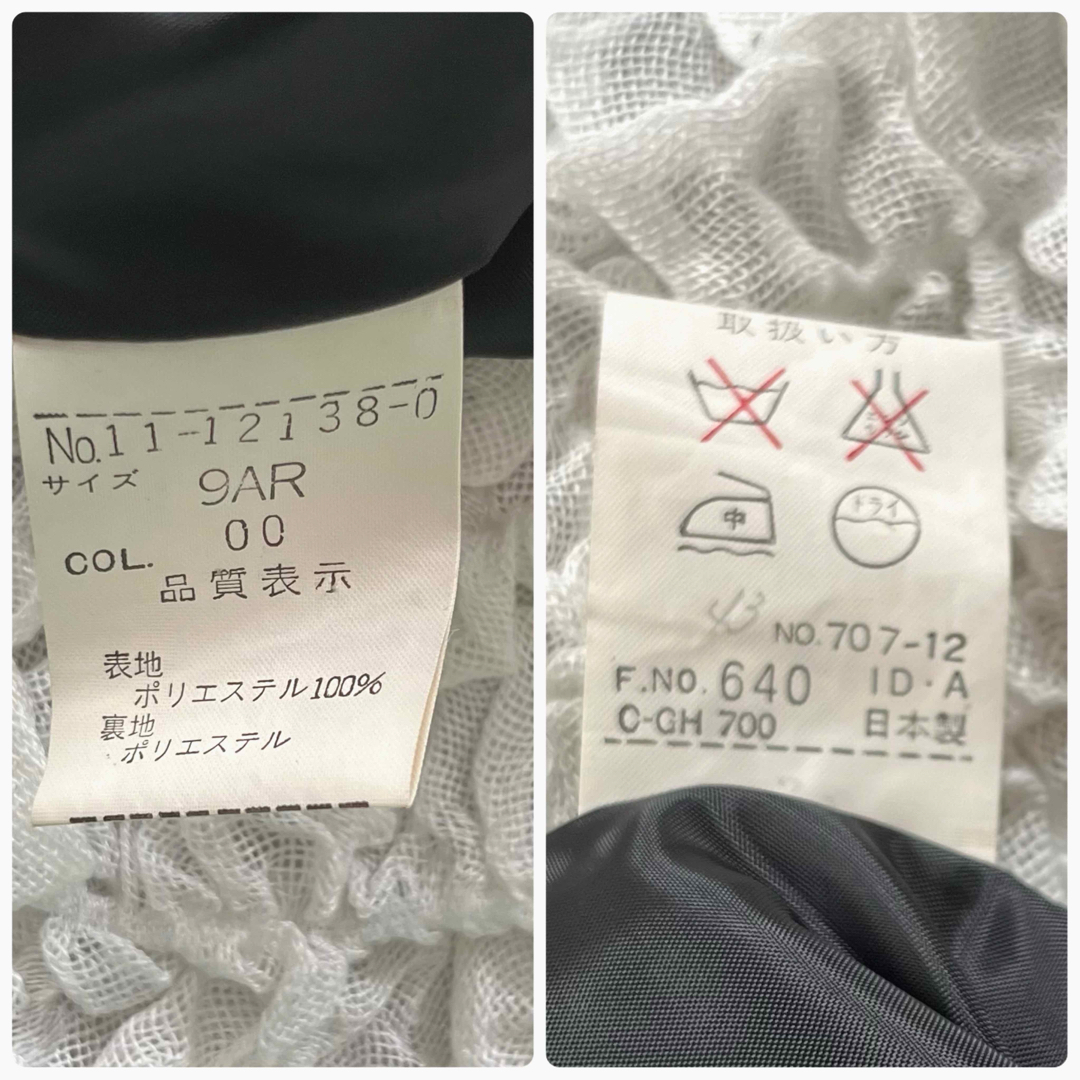 No.11-12138-0
サイズ 9AR
COL. 00
品質表示
表地
ポリエステル100%
裏地
ポリエステル
取扱い方
中
ドライ
NO.707-12
F.NO.640 ID・A
C-GH 700 日本製